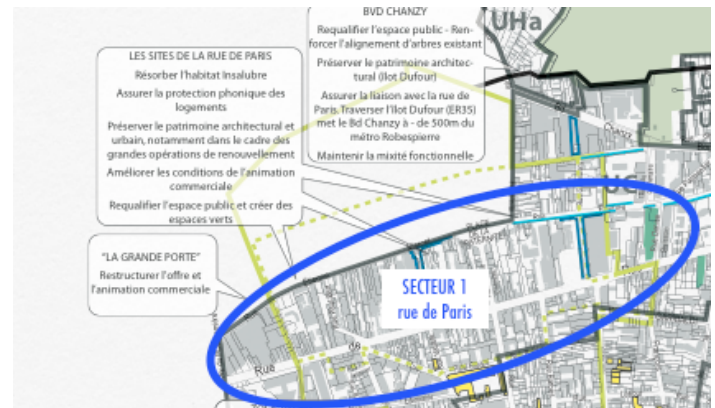 BVD CHANZY
Requalifier l'espace public - Ren-
forcer l'alignement d'arbres existant
Préserver le patrimoine architec-
tural (Ilot Dufour)
Assurer la liaison avec la rue de
Paris. Traverser l'Ilot Dufour (ER35)
met le Bd Chanzy à - de 500m du
métro Robespierre
Maintenir la mixité fonctionnelle
UHa
LES SITES DE LA RUE DE PARIS
Résorber l'habitat Insalubre
Assurer la protection phonique des
logements
Préserver le patrimoine architectural et
urbain, notamment dans le cadre des
grandes opérations de renouvellement
Améliorer les conditions de l'animation
commerciale
Requalifier l'espace public et créer des
espaces verts
"LA GRANDE PORTE"
Restructurer l'offre et
l'animation commerciale
Chanzy
UC
SECTEUR 1
rue de Paris
Rue
de